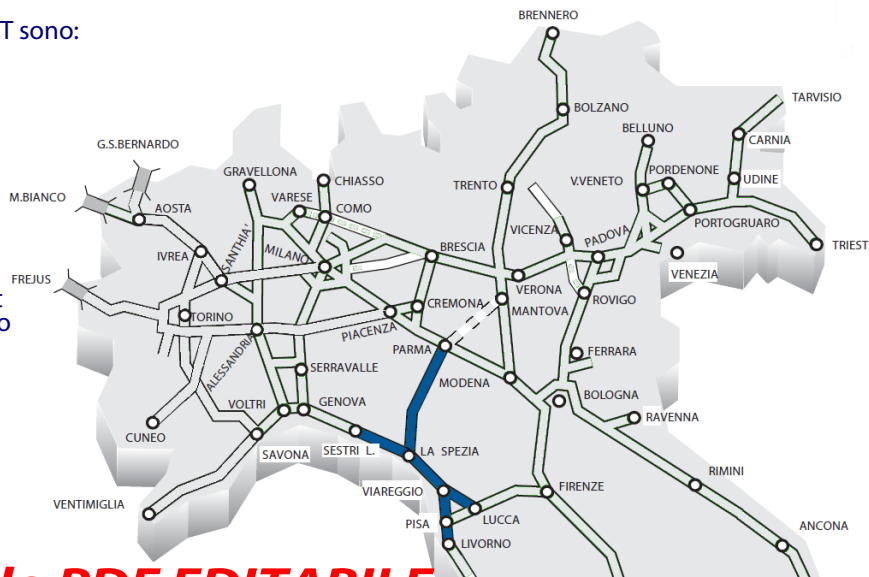 T sono:
BRENNERO
TARVISIO
BOLZANO
BELLUNO
CARNIA
G.S.BERNARDO
GRAVELLONA
CHIASSO
TRENTO
V.VENETO
PORDENONE
UDINE
M.BIANCO
AOSTA
VARESE
COMO
PORTOGRUARO
VICENZA
PADOVA
TRIEST
IVREA
SANTHIA'
MILANO
BRESCIA
VENEZIA
FREJUS
VERONA
ROVIGO
t
o
TORINO
CREMONA
MANTOVA
PIACENZA
PARMA
FERRARA
ALESSANDRIA
SERRAVALLE
MODENA
BOLOGNA
VOLTRI
GENOVA
RAVENNA
CUNEO
SAVONA
SESTRI L.
LA SPEZIA
RIMINI
VENTIMIGLIA
VIAREGGIO
FIRENZE
PISA
LUCCA
ANCONA
LIVORNO
PDF EDITABILE